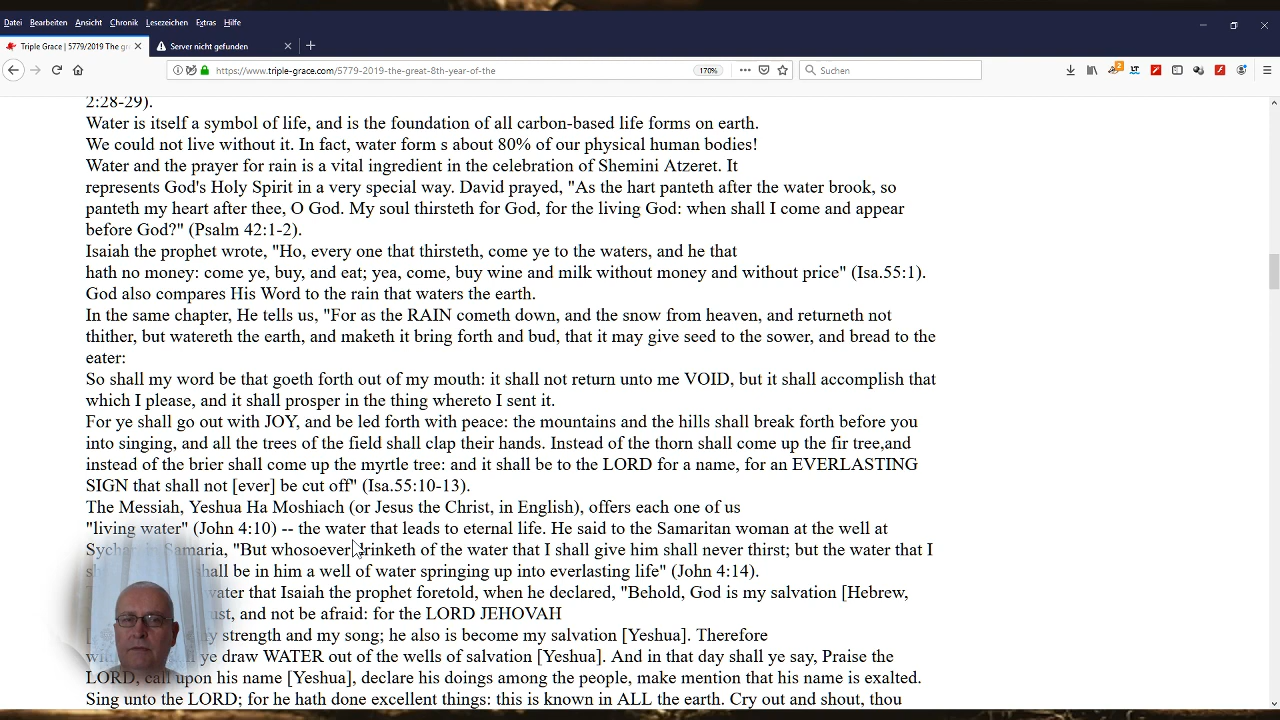 Datei Bearbeiten Ansicht Chronik Lesezeichen Extras Hilfe
Triple Grace | 5779/2019 The gr
Server nicht gefunden
https://www.triple-grace.com/5779-2019-the-great-8th-year-of-the
170%
Suchen
2
2:28-29).
Water is itself a symbol of life, and is the foundation of all carbon-based life forms on earth.
We could not live without it. In fact, water form s about 80% of our physical human bodies!
Water and the prayer for rain is a vital ingredient in the celebration of Shemini Atzeret. It
represents God's Holy Spirit in a very special way. David prayed, "As the hart panteth after the water brook, so
panteth my heart after thee, O God. My soul thirsteth for God, for the living God: when shall I come and appear
before God?" (Psalm 42:1-2).
Isaiah the prophet wrote, "Ho, every one that thirsteth, come ye to the waters, and he that
hath no money: come ye, buy, and eat; yea, come, buy wine and milk without money and without price" (Isa.55:1).
God also compares His Word to the rain that waters the earth.
In the same chapter, He tells us, "For as the RAIN cometh down, and the snow from heaven, and returneth not
thither, but watereth the earth, and maketh it bring forth and bud, that it may give seed to the sower, and bread to the
eater:
So shall my word be that goeth forth out of my mouth: it shall not return unto me VOID, but it shall accomplish that
which I please, and it shall prosper in the thing whereto I sent it.
For ye shall go out with JOY, and be led forth with peace: the mountains and the hills shall break forth before you
into singing, and all the trees of the field shall clap their hands. Instead of the thorn shall come up the fir tree,and
instead of the brier shall come up the myrtle tree: and it shall be to the LORD for a name, for an EVERLASTING
SIGN that shall not [ever] be cut off" (Isa.55:10-13).
The Messiah, Yeshua Ha Moshiach (or Jesus the Christ, in English), offers each one of us
"living water" (John 4:10) -- the water that leads to eternal life. He said to the Samaritan woman at the well at
Sychar, in Samaria, "But whosoever drinketh of the water that I shall give him shall never thirst; but the water that I
shall be in him a well of water springing up into everlasting life" (John 4:14).
water that Isaiah the prophet foretold, when he declared, "Behold, God is my salvation [Hebrew,
and not be afraid: for the LORD JEHOVAH
strength and my song; he also is become my salvation [Yeshua]. Therefore
ye draw WATER out of the wells of salvation [Yeshua]. And in that day shall ye say, Praise the
LORD, call upon his name [Yeshua], declare his doings among the people, make mention that his name is exalted.
Sing unto the LORD; for he hath done excellent things: this is known in ALL the earth. Cry out and shout, thou